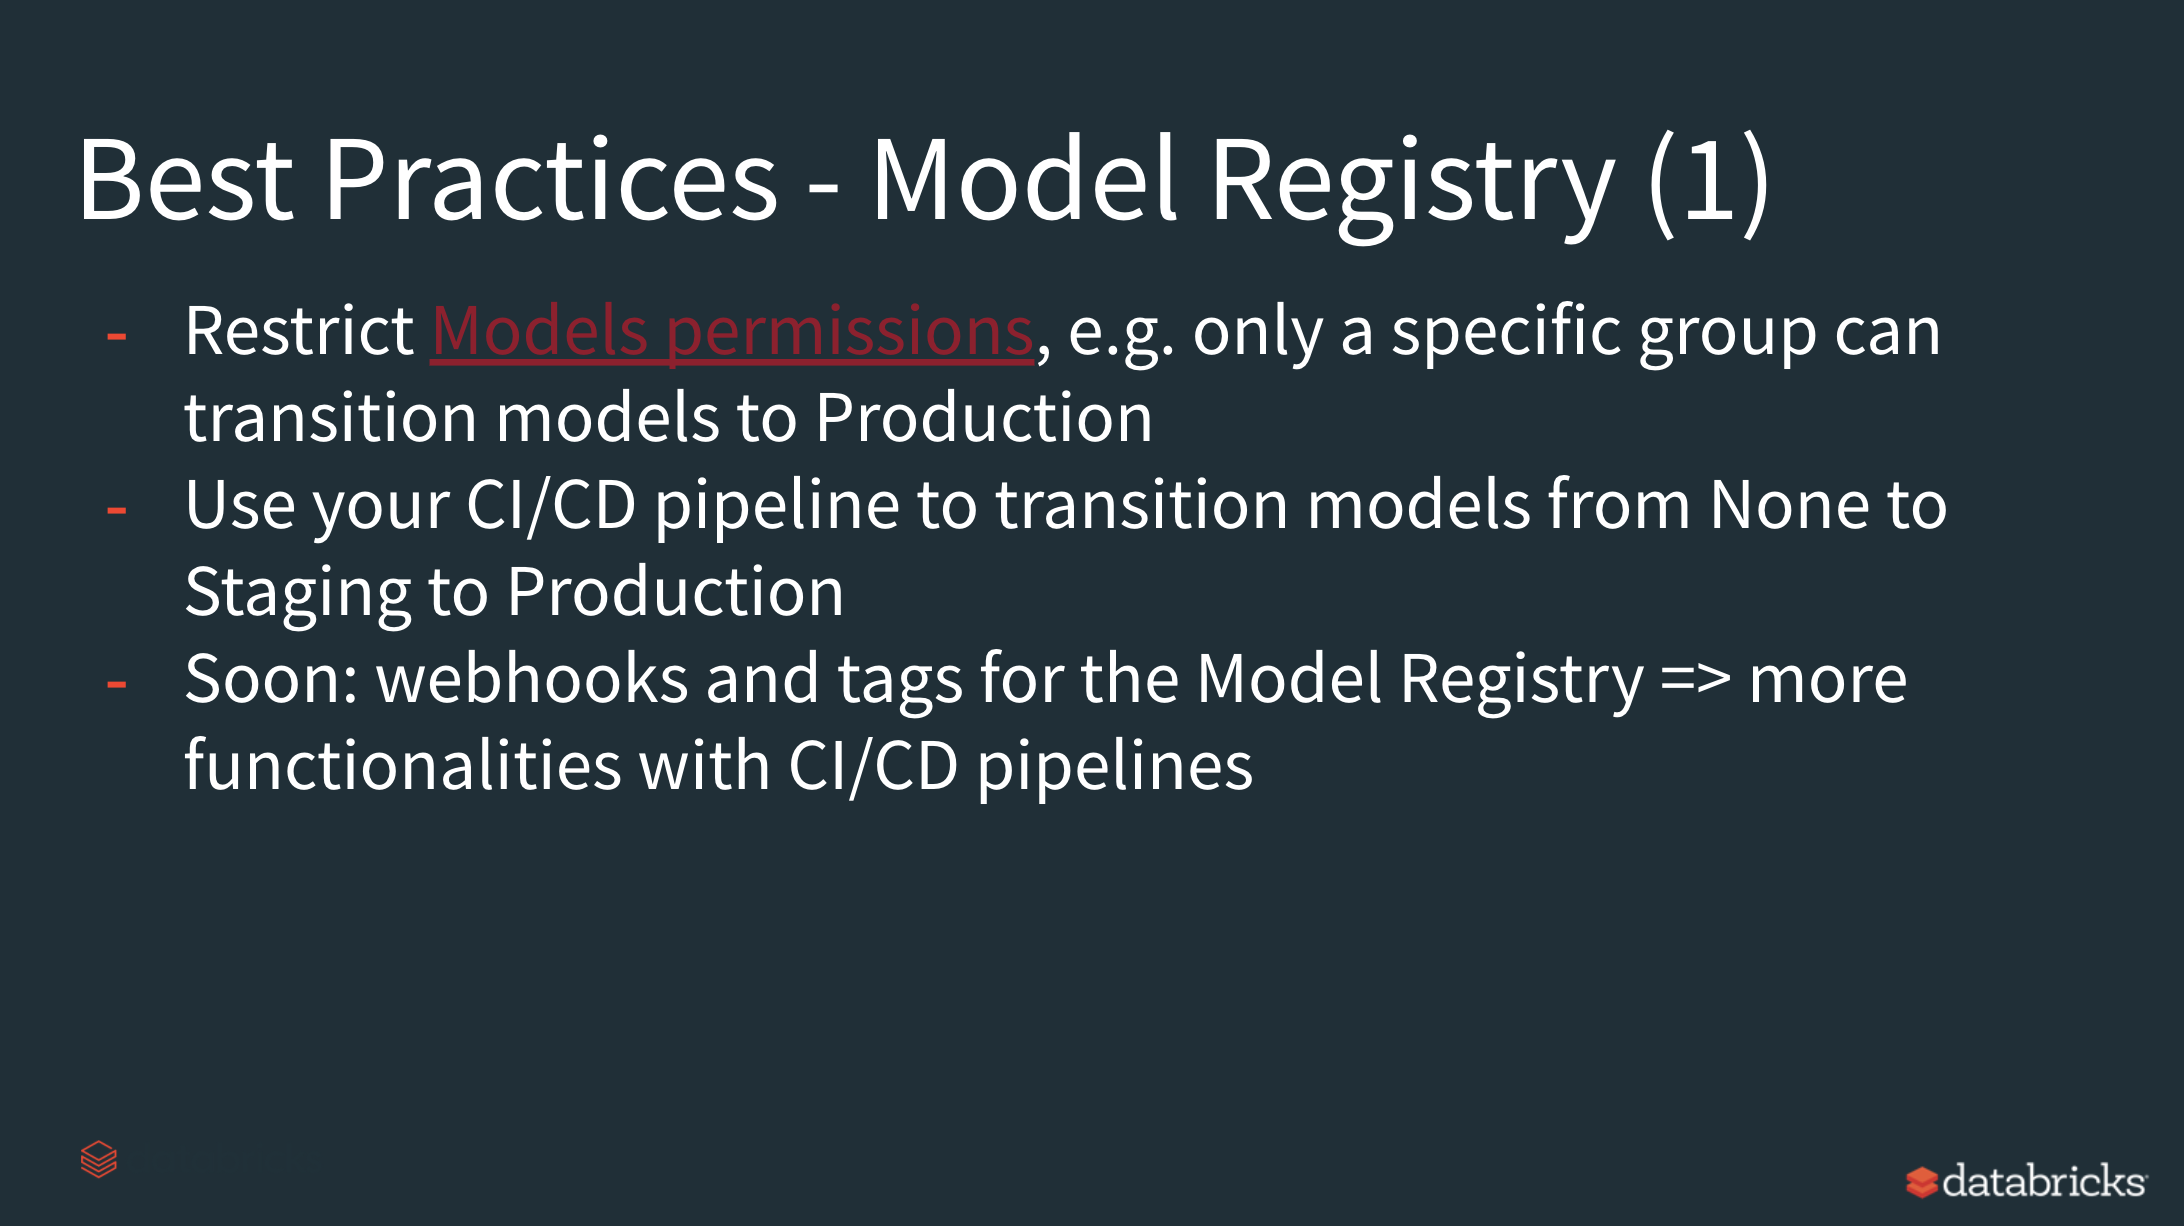 Best Practices - Model Registry (1)
- Restrict Models permissions, e.g. only a specific group can
transition models to Production
- Use your CI/CD pipeline to transition models from None to
Staging to Production
- Soon: webhooks and tags for the Model Registry => more
functionalities with CI/CD pipelines
databricks